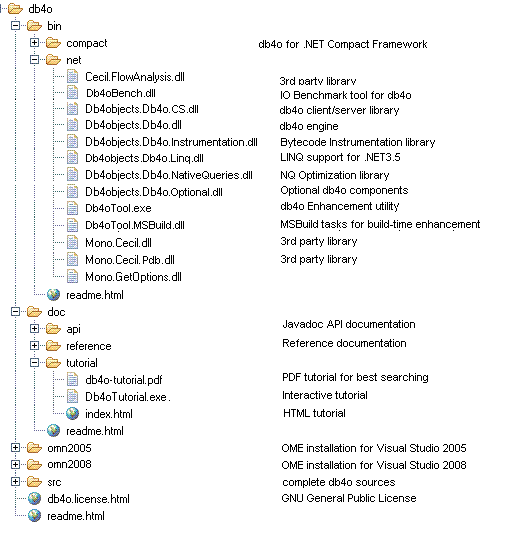 db4o
bin
compact db4o for .NET Compact Framework
net
Cecil.FlowAnalysis.dll 3rd party library
Db4oBench.dll IO Benchmark tool for db4o
Db4objects.Db4o.CS.dll db4o client/server library
Db4objects.Db4o.dll db4o engine
Db4objects.Db4o.Instrumentation.dll Bytecode Instrumentation library
Db4objects.Db4o.Linq.dll LINQ support for .NET3.5
Db4objects.Db4o.NativeQueries.dll NQ Optimization library
Db4objects.Db4o.Optional.dll Optional db4o components
Db4oTool.exe db4o Enhancement utility
Db4oTool.MSBuild.dll MSBuild tasks for build-time enhancement
Mono.Cecil.dll 3rd party library
Mono.Cecil.Pdb.dll 3rd party library
Mono.GetOptions.dll
readme.html
doc
api Javadoc API documentation
reference Reference documentation
tutorial
db4o-tutorial.pdf PDF tutorial for best searching
Db4oTutorial.exe. Interactive tutorial
index.html HTML tutorial
readme.html
omn2005 OME installation for Visual Studio 2005
omn2008 OME installation for Visual Studio 2008
src complete db4o sources
db4o.license.html GNU General Public License
readme.html